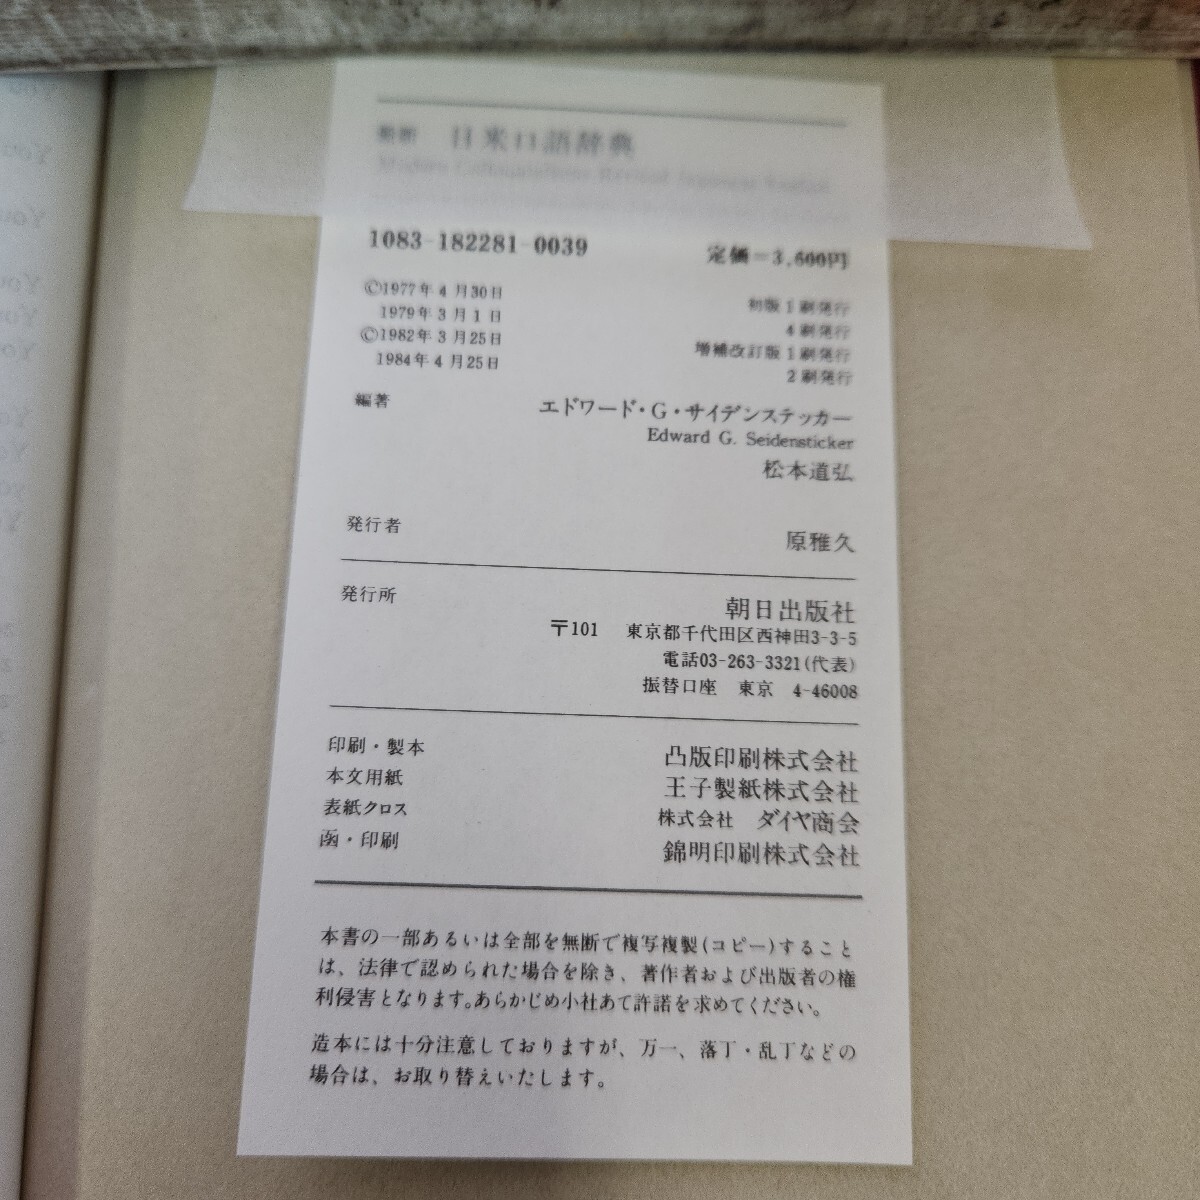 日米口語辞典
1083-182281-0039
定価=3,600円
©1977年4月30日 初版1刷発行
1979年3月1日 4刷発行
©1982年3月25日 増補改訂版1刷発行
1984年4月25日 2刷発行
編著 エドワード・G・サイデンステッカー
Edward G. Seidensticker
松本道弘
発行者 原雅久
発行所 朝日出版社
〒101 東京都千代田区西神田3-3-5
電話03-263-3321(代表)
振替口座 東京 4-46008
印刷・製本 凸版印刷株式会社
本文用紙 王子製紙株式会社
表紙クロス 株式会社 ダイヤ商会
函・印刷 錦明印刷株式会社
本書の一部あるいは全部を無断で複写複製(コピー)すること
は、法律で認められた場合を除き、著作者および出版者の権
利侵害となります。あらかじめ小社あて許諾を求めてください。
造本には十分注意しておりますが、万一、落丁・乱丁などの
場合は、お取り替えいたします。